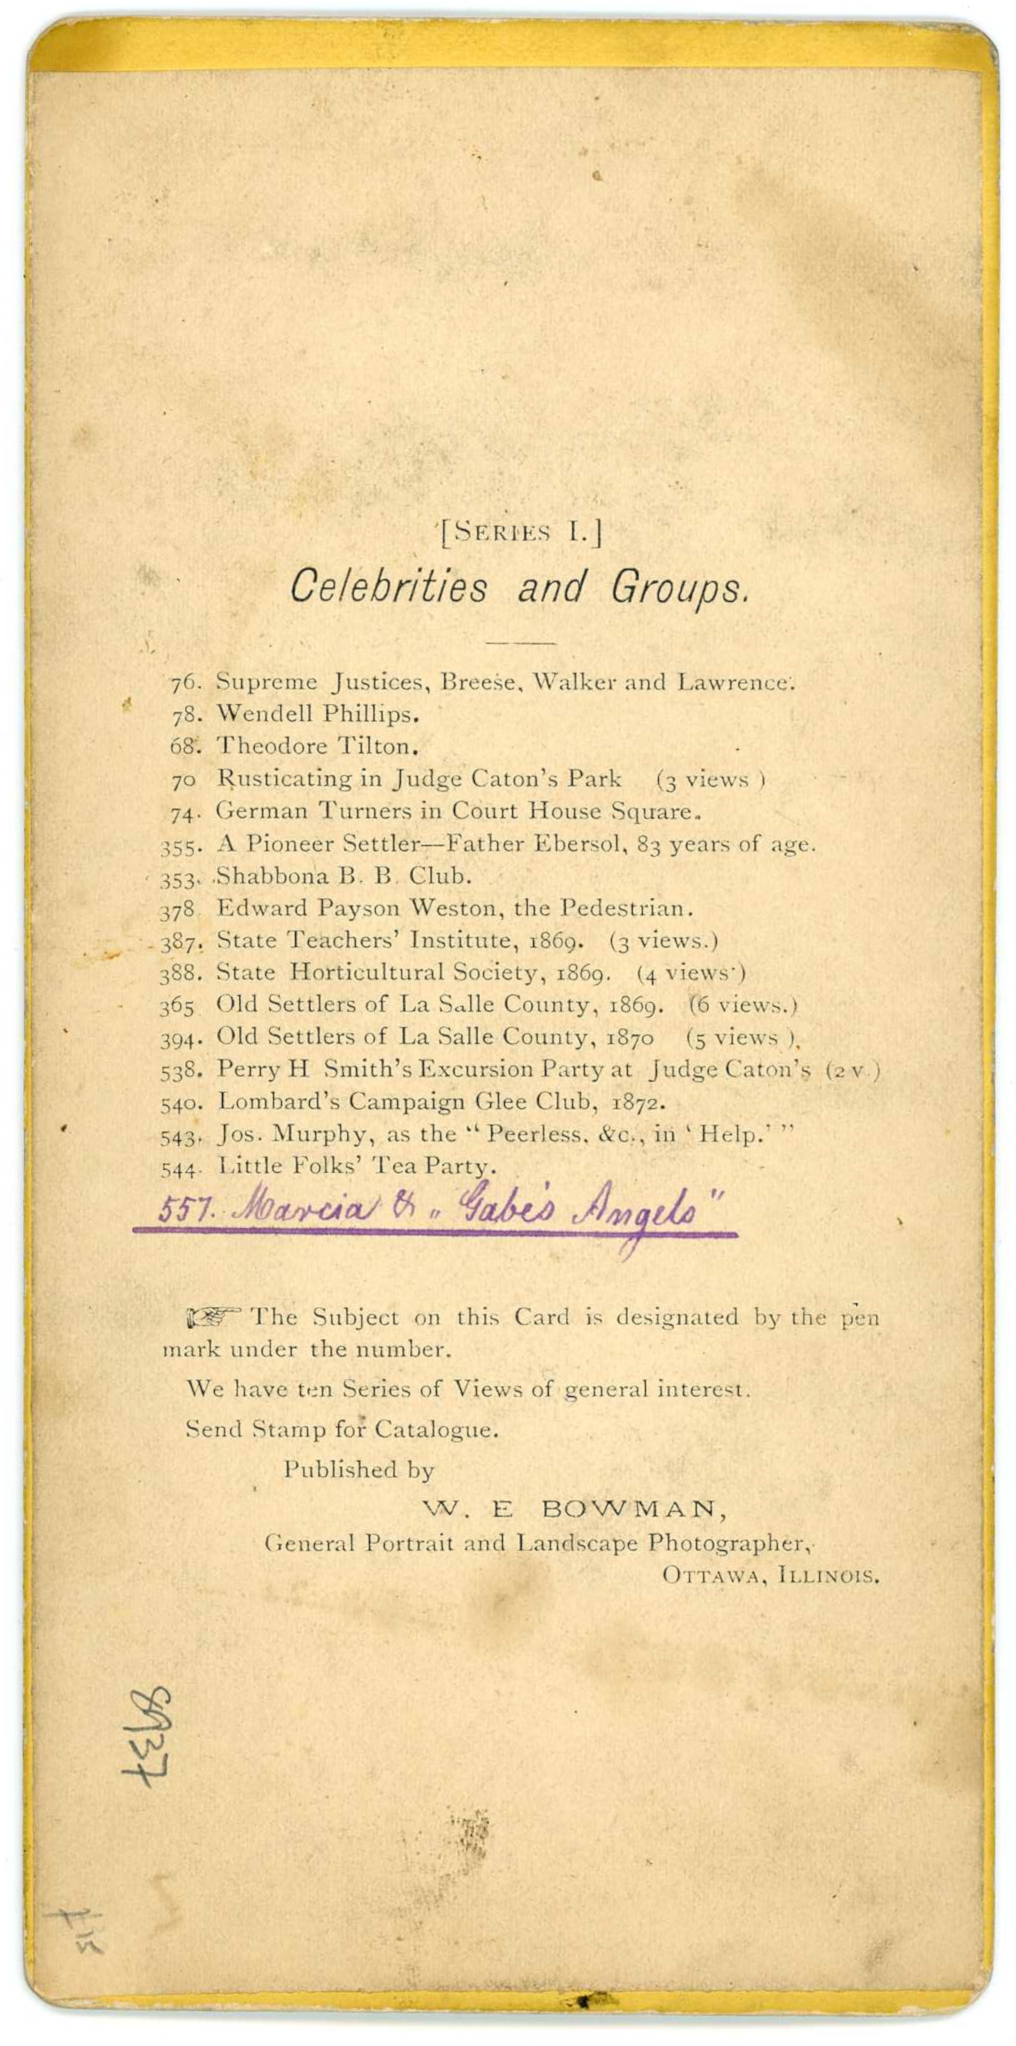 [SERIES I.]
Celebrities and Groups.
76. Supreme Justices, Breese, Walker and Lawrence.
78. Wendell Phillips.
68. Theodore Tilton.
70 Rusticating in Judge Caton's Park (3 views )
74. German Turners in Court House Square.
355. A Pioneer Settler—Father Ebersol, 83 years of age.
353. Shabbona B. B. Club.
378 Edward Payson Weston, the Pedestrian.
387. State Teachers' Institute, 1869. (3 views.)
388. State Horticultural Society, 1869. (4 views.)
365 Old Settlers of La Salle County, 1869. (6 views.)
394. Old Settlers of La Salle County, 1870 (5 views ).
538. Perry H Smith's Excursion Party at Judge Caton's (2 v.)
540. Lombard's Campaign Glee Club, 1872.
543. Jos. Murphy, as the "Peerless, &c., in 'Help.' "
544. Little Folks' Tea Party.
557. Marcia & „ Gabe's Angels"
☞ The Subject on this Card is designated by the pen
mark under the number.
We have ten Series of Views of general interest.
Send Stamp for Catalogue.
Published by
W. E BOWMAN,
General Portrait and Landscape Photographer,
OTTAWA, ILLINOIS.
8937